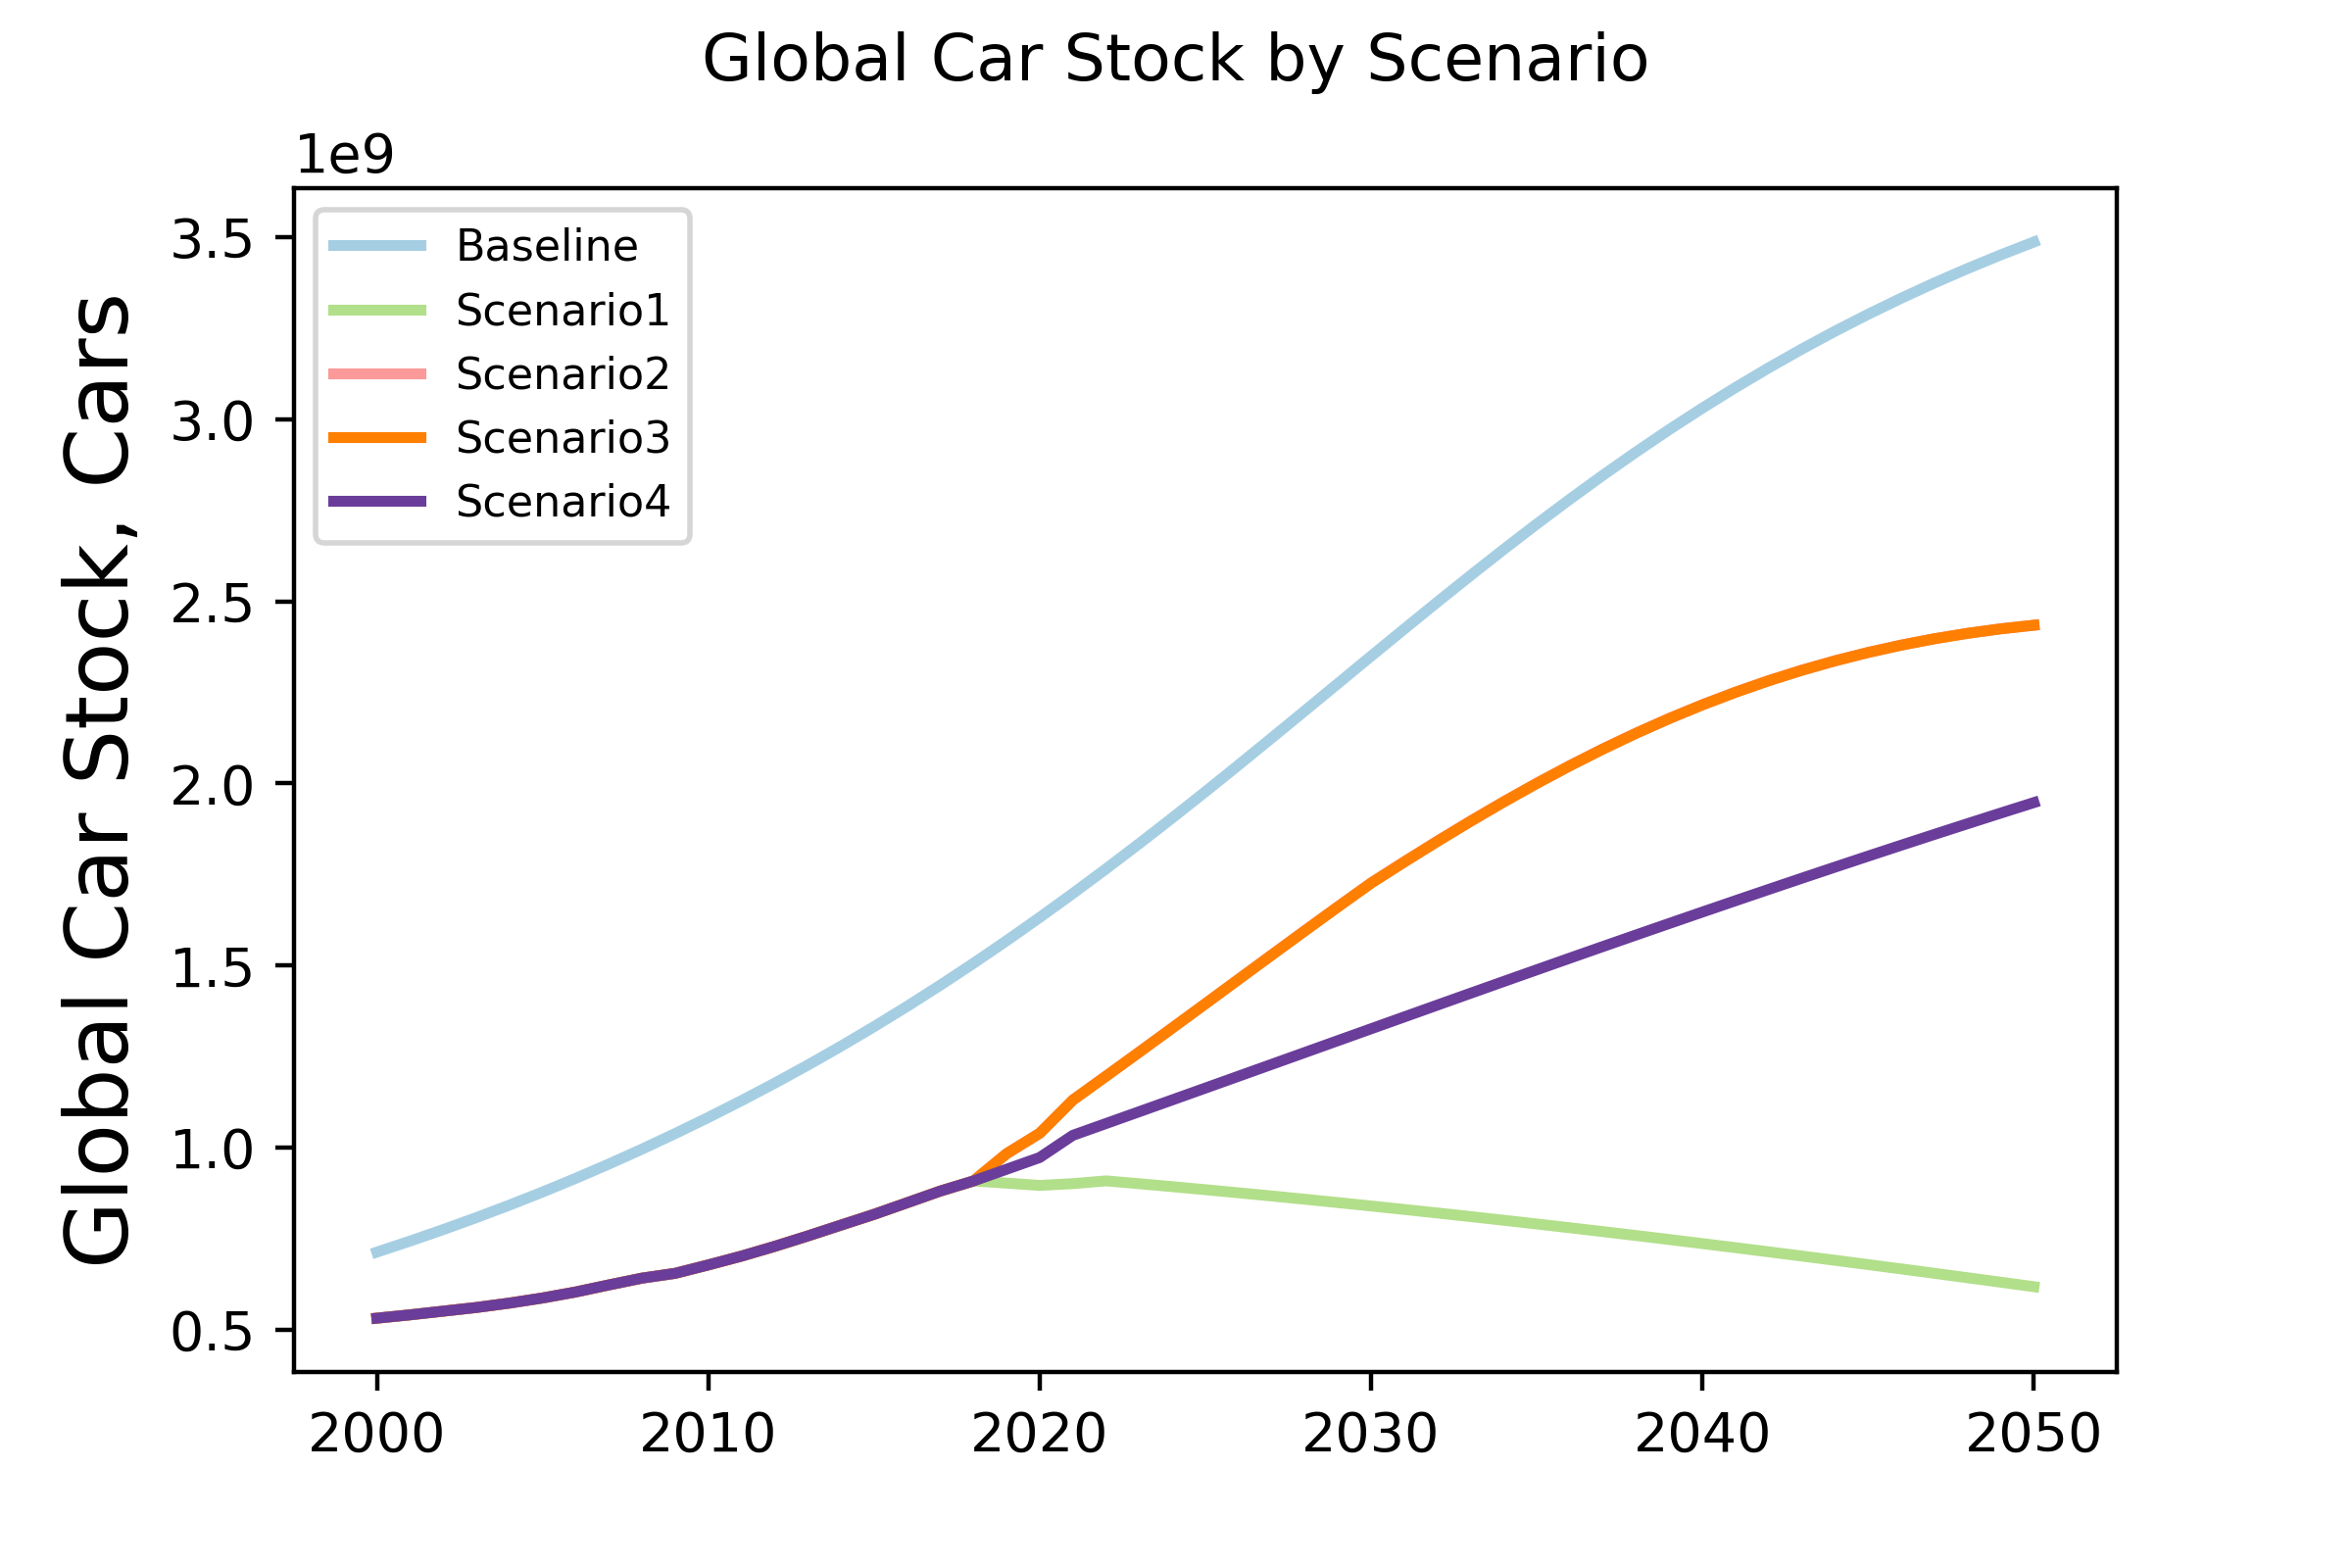 Global Car Stock by Scenario
1e9
3.5
3.0
2.5
2.0
1.5
1.0
0.5
Global Car Stock, Cars
Baseline
Scenario1
Scenario2
Scenario3
Scenario4
2000 2010 2020 2030 2040 2050